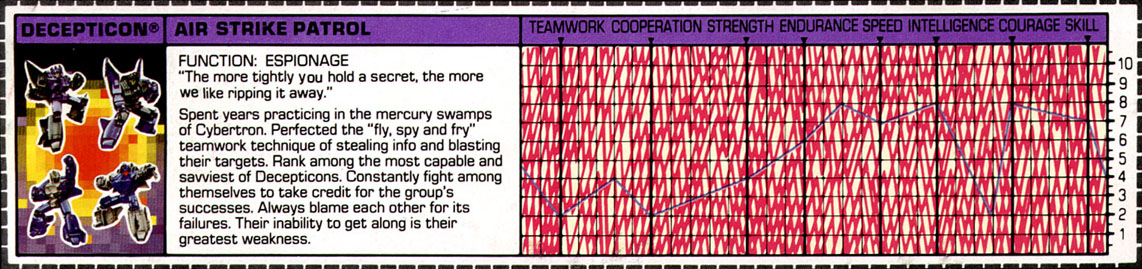 DECEPTICON®
AIR STRIKE PATROL
FUNCTION: ESPIONAGE
"The more tightly you hold a secret, the more
we like ripping it away."
Spent years practicing in the mercury swamps
of Cybertron. Perfected the "fly, spy and fry"
teamwork technique of stealing info and blasting
their targets. Rank among the most capable and
savviest of Decepticons. Constantly fight among
themselves to take credit for the group's
successes. Always blame each other for its
failures. Their inability to get along is their
greatest weakness.
TEAMWORK COOPERATION STRENGTH ENDURANCE SPEED INTELLIGENCE COURAGE SKILL
10
9
8
7
6
5
4
3
2
1